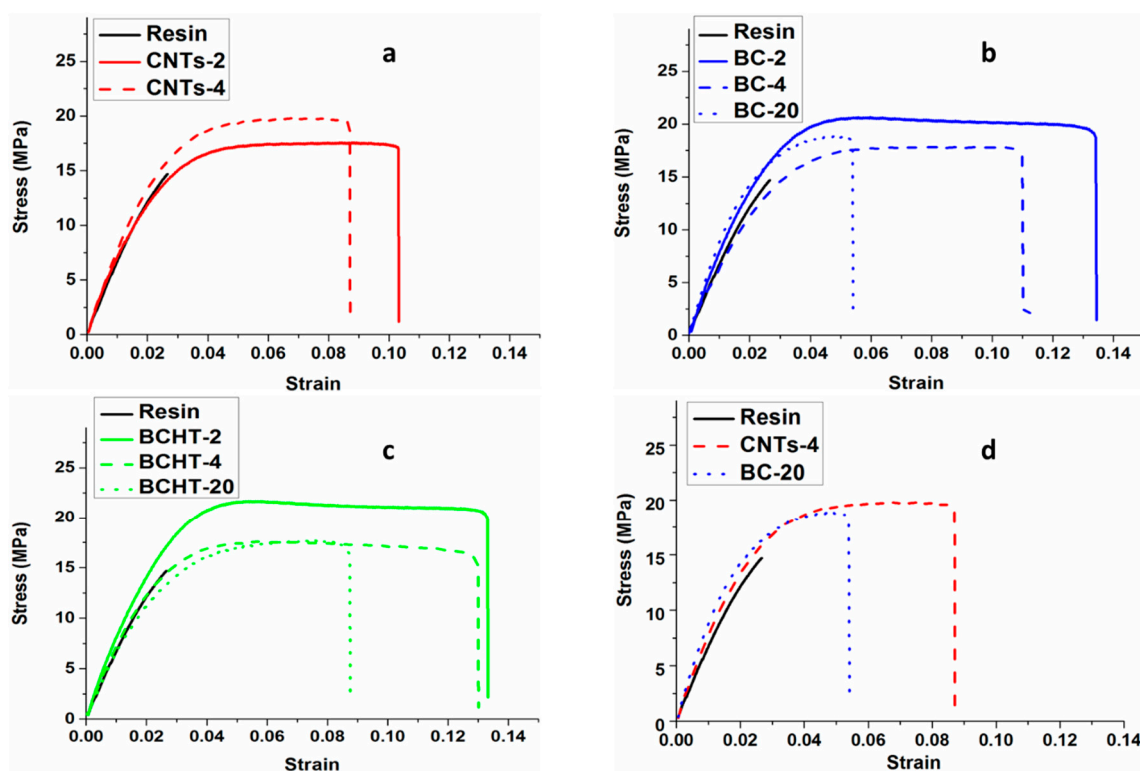 Resin
CNTs-2
CNTs-4
a
25
20
15
10
5
0
Stress (MPa)
0.00 0.02 0.04 0.06 0.08 0.10 0.12 0.14
Strain
Resin
BC-2
BC-4
BC-20
b
25
20
15
10
5
0
Stress (MPa)
0.00 0.02 0.04 0.06 0.08 0.10 0.12 0.14
Strain
Resin
BCHT-2
BCHT-4
BCHT-20
c
25
20
15
10
5
0
Stress (MPa)
0.00 0.02 0.04 0.06 0.08 0.10 0.12 0.14
Strain
Resin
CNTs-4
BC-20
d
25
20
15
10
5
0
Stress (MPa)
0.00 0.02 0.04 0.06 0.08 0.10 0.12 0.14
Strain